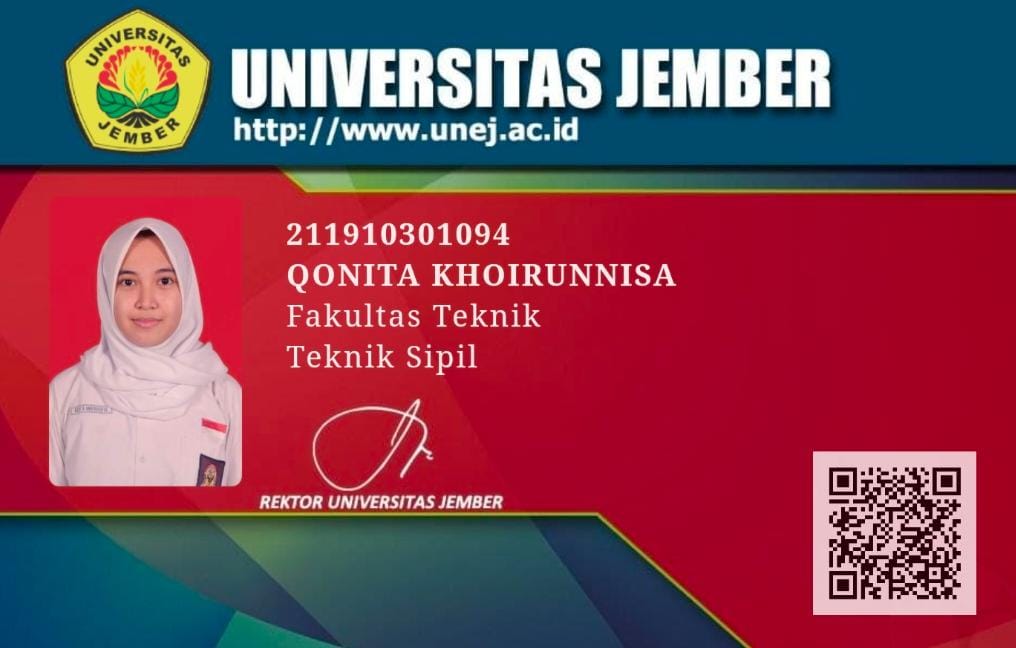 UNIVERSITAS
JEMBER
UNIVERSITAS JEMBER
http://www.unej.ac.id
211910301094
QONITA KHOIRUNNISA
Fakultas Teknik
Teknik Sipil
REKTOR UNIVERSITAS JEMBER